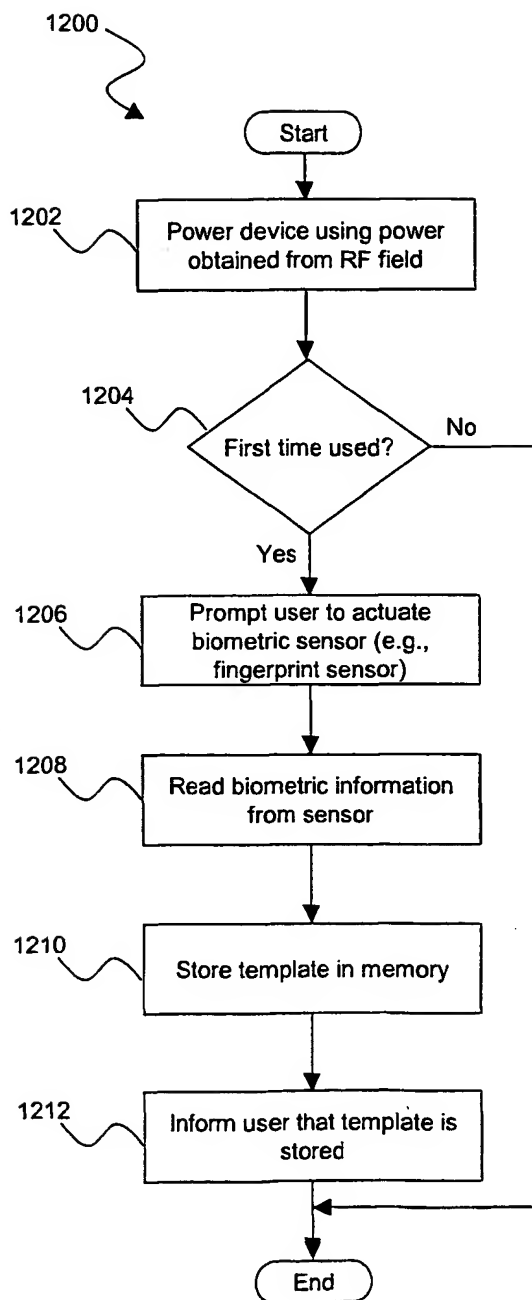 1200
Start
1202
Power device using power
obtained from RF field
1204
First time used?
No
Yes
1206
Prompt user to actuate
biometric sensor (e.g.,
fingerprint sensor)
1208
Read biometric information
from sensor
1210
Store template in memory
1212
Inform user that template is
stored
End